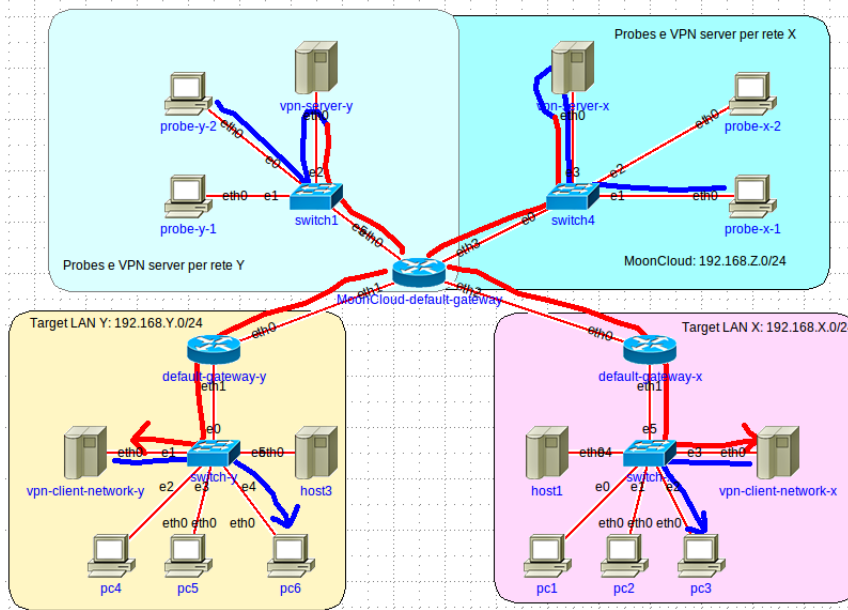 Probes e VPN server per rete X
vpn-server-y
eth0
vpn-server-x
eth0
probe-y-2
eth0
e0
probe-x-2
eth0
e2
e2
e3
probe-y-1
eth0
e1
switch1
switch4
e1
eth0
probe-x-1
eth0
eth3
e0
Probes e VPN server per rete Y
MoonCloud: 192.168.Z.0/24
MoonCloud-default-gateway
eth1
eth2
Target LAN Y: 192.168.Y.0/24
Target LAN X: 192.168.X.0/2
eth0
eth0
default-gateway-y
default-gateway-x
eth1
eth1
e0
e5
eth0
e1
eth0
e3
eth0
vpn-client-network-y
switch-y
host3
host1
switch-
vpn-client-network-x
e2
e3
e4
e0
e1
eth0
eth0
eth0
eth0
eth0
eth0
pc4
pc5
pc6
pc1
pc2
pc3